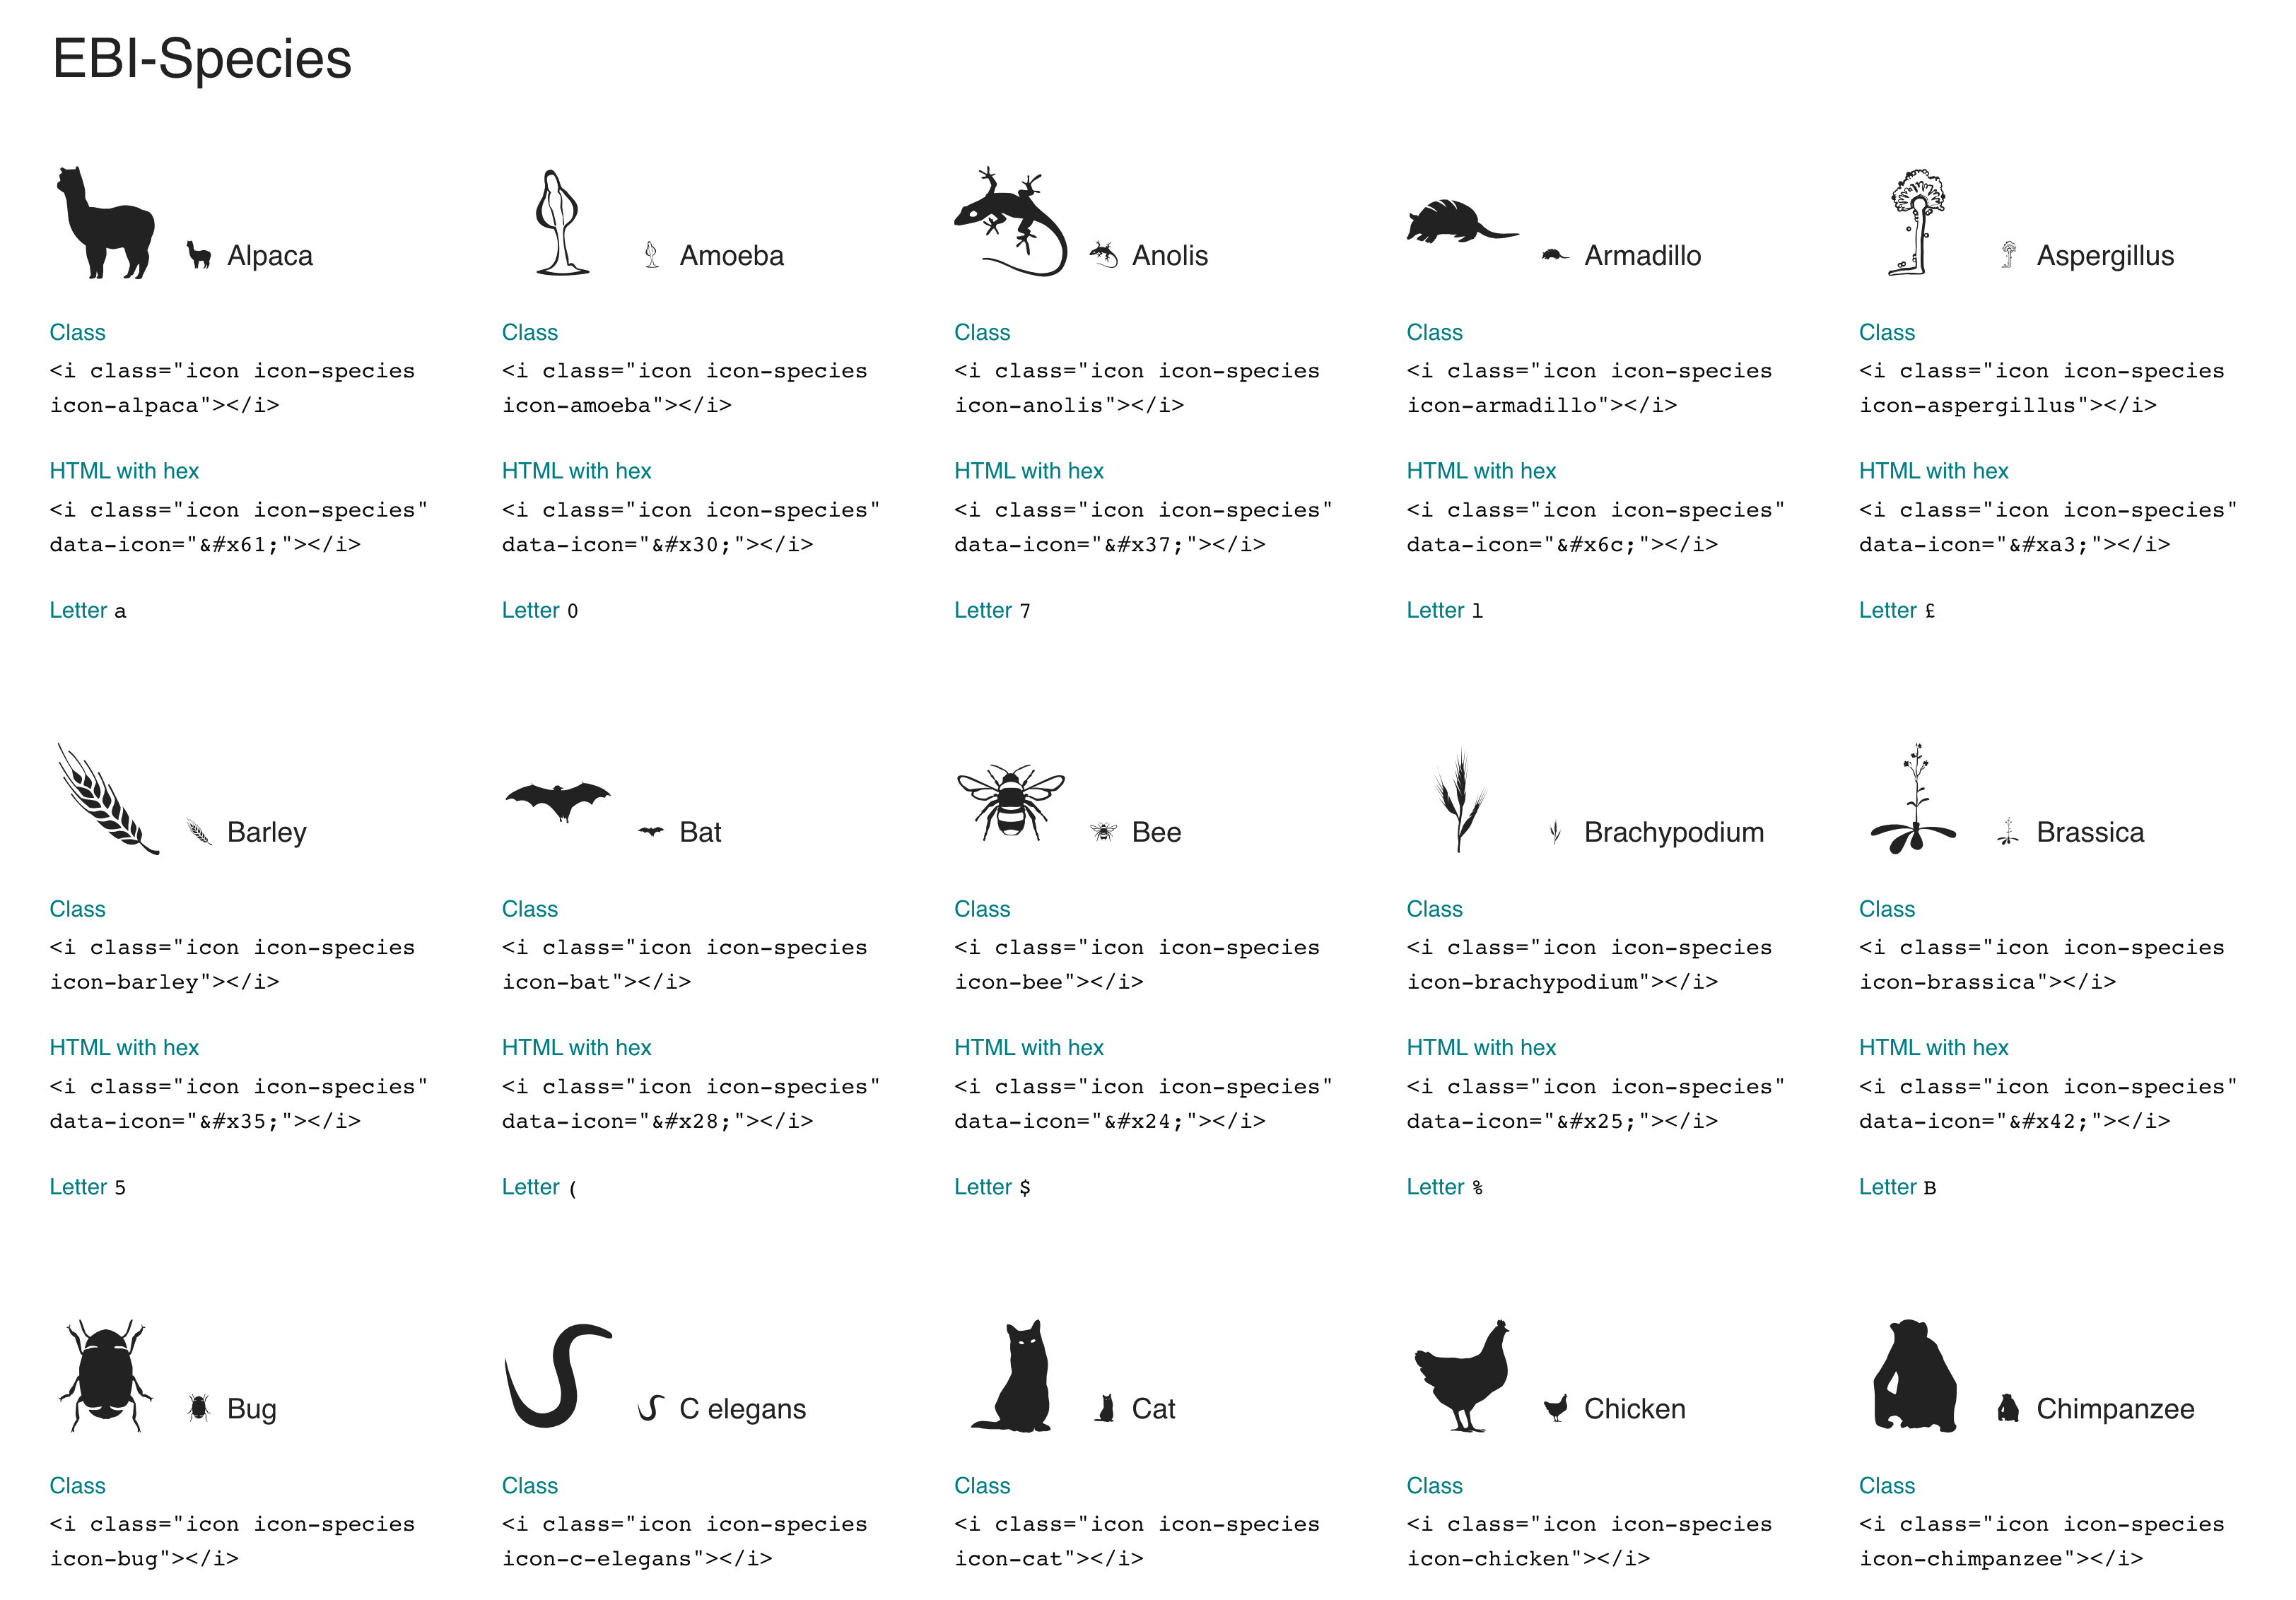 EBI-Species
Alpaca
Class
<i class="icon icon-species
icon-alpaca"></i>
HTML with hex
<i class="icon icon-species"
data-icon="&#x61;"></i>
Letter a
Amoeba
Class
<i class="icon icon-species
icon-amoeba"></i>
HTML with hex
<i class="icon icon-species"
data-icon="&#x30;"></i>
Letter 0
Anolis
Class
<i class="icon icon-species
icon-anolis"></i>
HTML with hex
<i class="icon icon-species"
data-icon="&#x37;"></i>
Letter 7
Armadillo
Class
<i class="icon icon-species
icon-armadillo"></i>
HTML with hex
<i class="icon icon-species"
data-icon="&#x6c;"></i>
Letter l
Aspergillus
Class
<i class="icon icon-species
icon-aspergillus"></i>
HTML with hex
<i class="icon icon-species"
data-icon="&#xa3;"></i>
Letter £
Barley
Class
<i class="icon icon-species
icon-barley"></i>
HTML with hex
<i class="icon icon-species"
data-icon="&#x35;"></i>
Letter 5
Bat
Class
<i class="icon icon-species
icon-bat"></i>
HTML with hex
<i class="icon icon-species"
data-icon="&#x28;"></i>
Letter (
Bee
Class
<i class="icon icon-species
icon-bee"></i>
HTML with hex
<i class="icon icon-species"
data-icon="&#x24;"></i>
Letter $
Brachypodium
Class
<i class="icon icon-species
icon-brachypodium"></i>
HTML with hex
<i class="icon icon-species"
data-icon="&#x25;"></i>
Letter %
Brassica
Class
<i class="icon icon-species
icon-brassica"></i>
HTML with hex
<i class="icon icon-species"
data-icon="&#x42;"></i>
Letter B
Bug
Class
<i class="icon icon-species
icon-bug"></i>
C elegans
Class
<i class="icon icon-species
icon-c-elegans"></i>
Cat
Class
<i class="icon icon-species
icon-cat"></i>
Chicken
Class
<i class="icon icon-species
icon-chicken"></i>
Chimpanzee
Class
<i class="icon icon-species
icon-chimpanzee"></i>